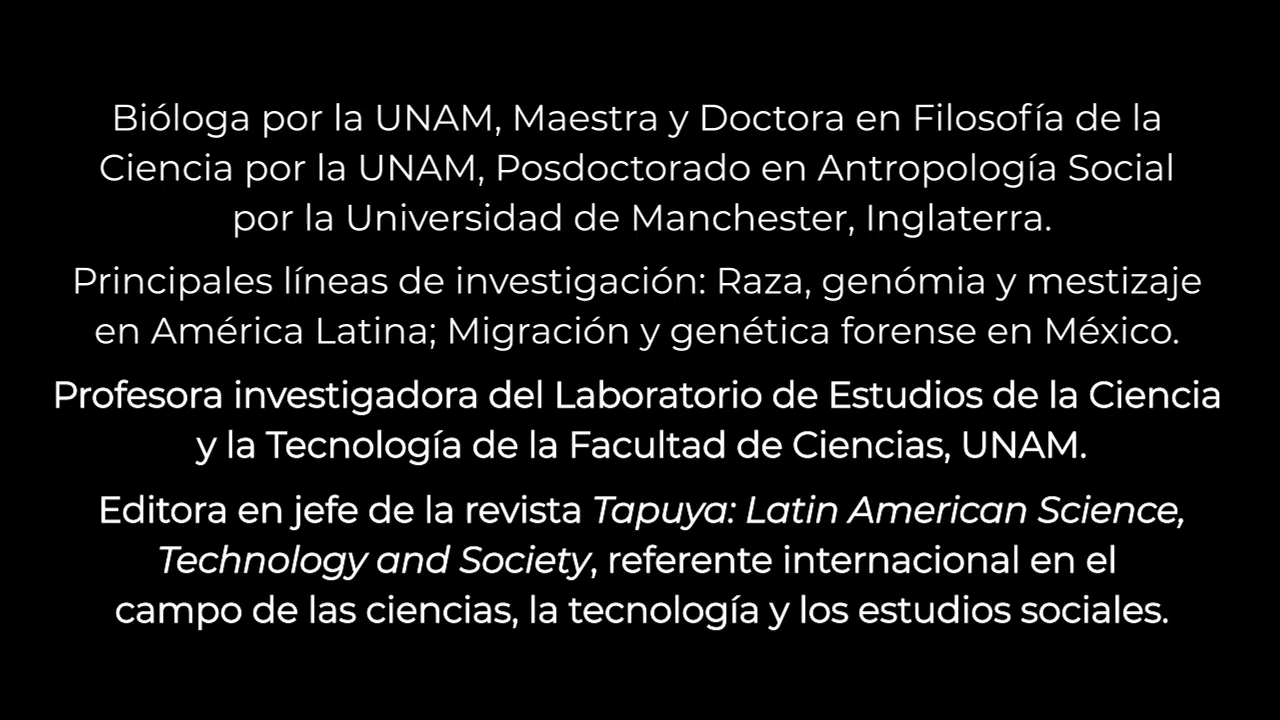 Bióloga por la UNAM, Maestra y Doctora en Filosofía de la
Ciencia por la UNAM, Posdoctorado en Antropología Social
por la Universidad de Manchester, Inglaterra.
Principales líneas de investigación: Raza, genómia y mestizaje
en América Latina; Migración y genética forense en México.
Profesora investigadora del Laboratorio de Estudios de la Ciencia
y la Tecnología de la Facultad de Ciencias, UNAM.
Editora en jefe de la revista Tapuya: Latin American Science,
Technology and Society, referente internacional en el
campo de las ciencias, la tecnología y los estudios sociales.